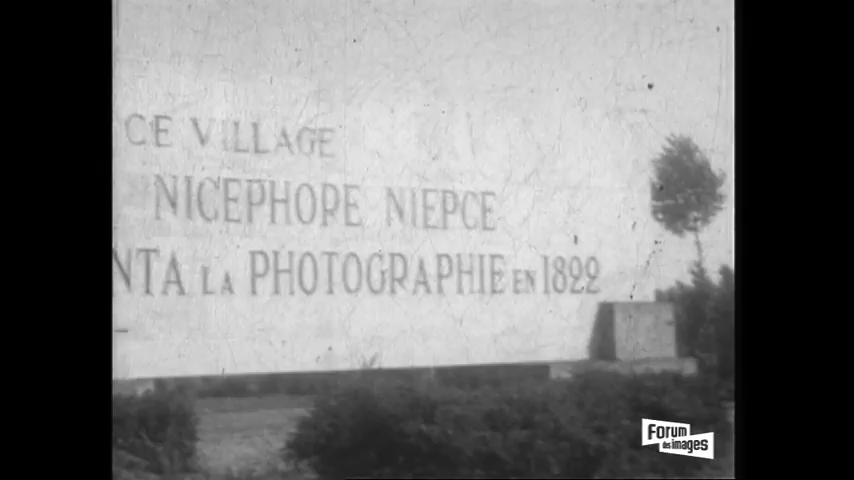 CE VILLAGE
NICEPHORE NIEPCE
NTA LA PHOTOGRAPHIE EN 1822
Forum
des images